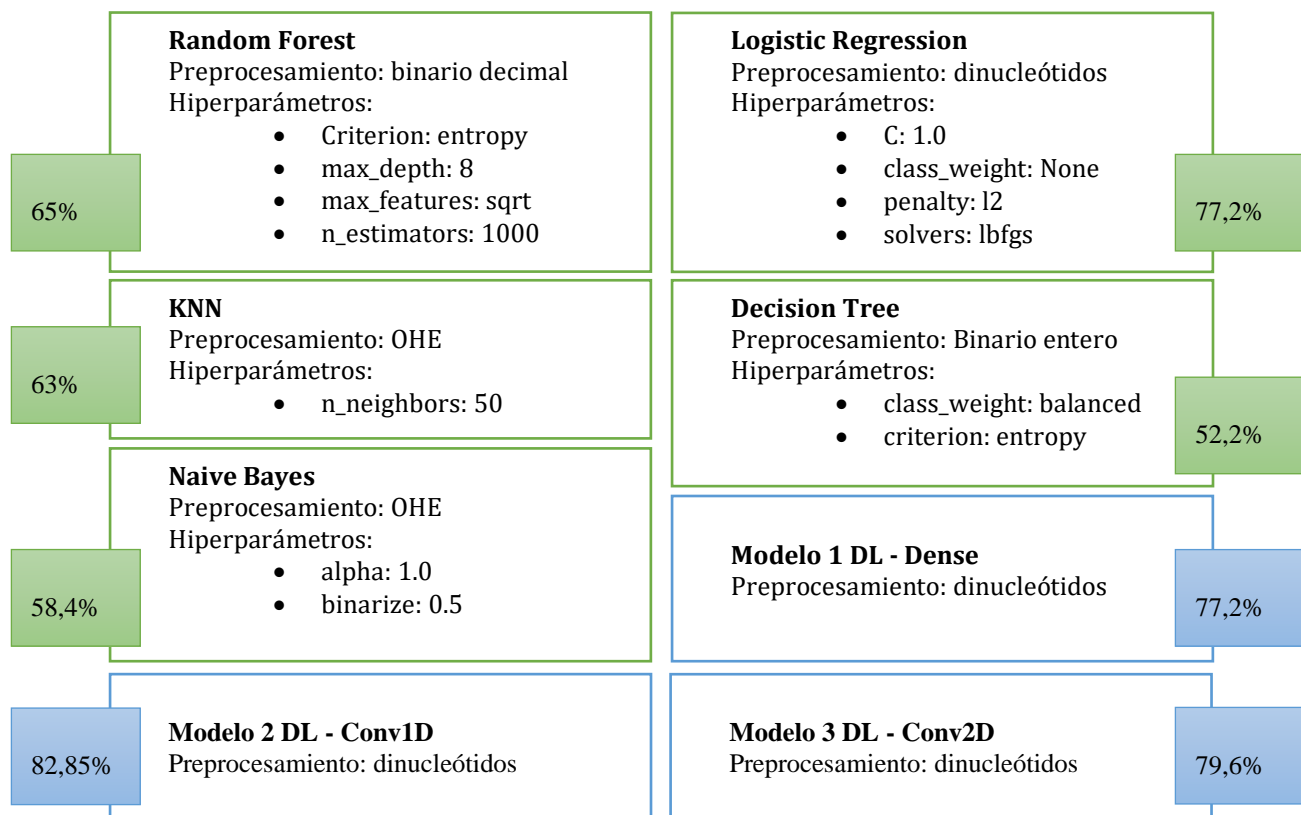 Random Forest
Preprocesamiento: binario decimal
Hiperparámetros:
• Criterion: entropy
• max_depth: 8
• max_features: sqrt
• n_estimators: 1000
65%
Logistic Regression
Preprocesamiento: dinucleótidos
Hiperparámetros:
• C: 1.0
• class_weight: None
• penalty: l2
• solvers: lbfgs
77,2%
KNN
Preprocesamiento: OHE
Hiperparámetros:
• n_neighbors: 50
63%
Decision Tree
Preprocesamiento: Binario entero
Hiperparámetros:
• class_weight: balanced
• criterion: entropy
52,2%
Naive Bayes
Preprocesamiento: OHE
Hiperparámetros:
• alpha: 1.0
• binarize: 0.5
58,4%
Modelo 1 DL - Dense
Preprocesamiento: dinucleótidos
77,2%
Modelo 2 DL - Conv1D
Preprocesamiento: dinucleótidos
82,85%
Modelo 3 DL - Conv2D
Preprocesamiento: dinucleótidos
79,6%